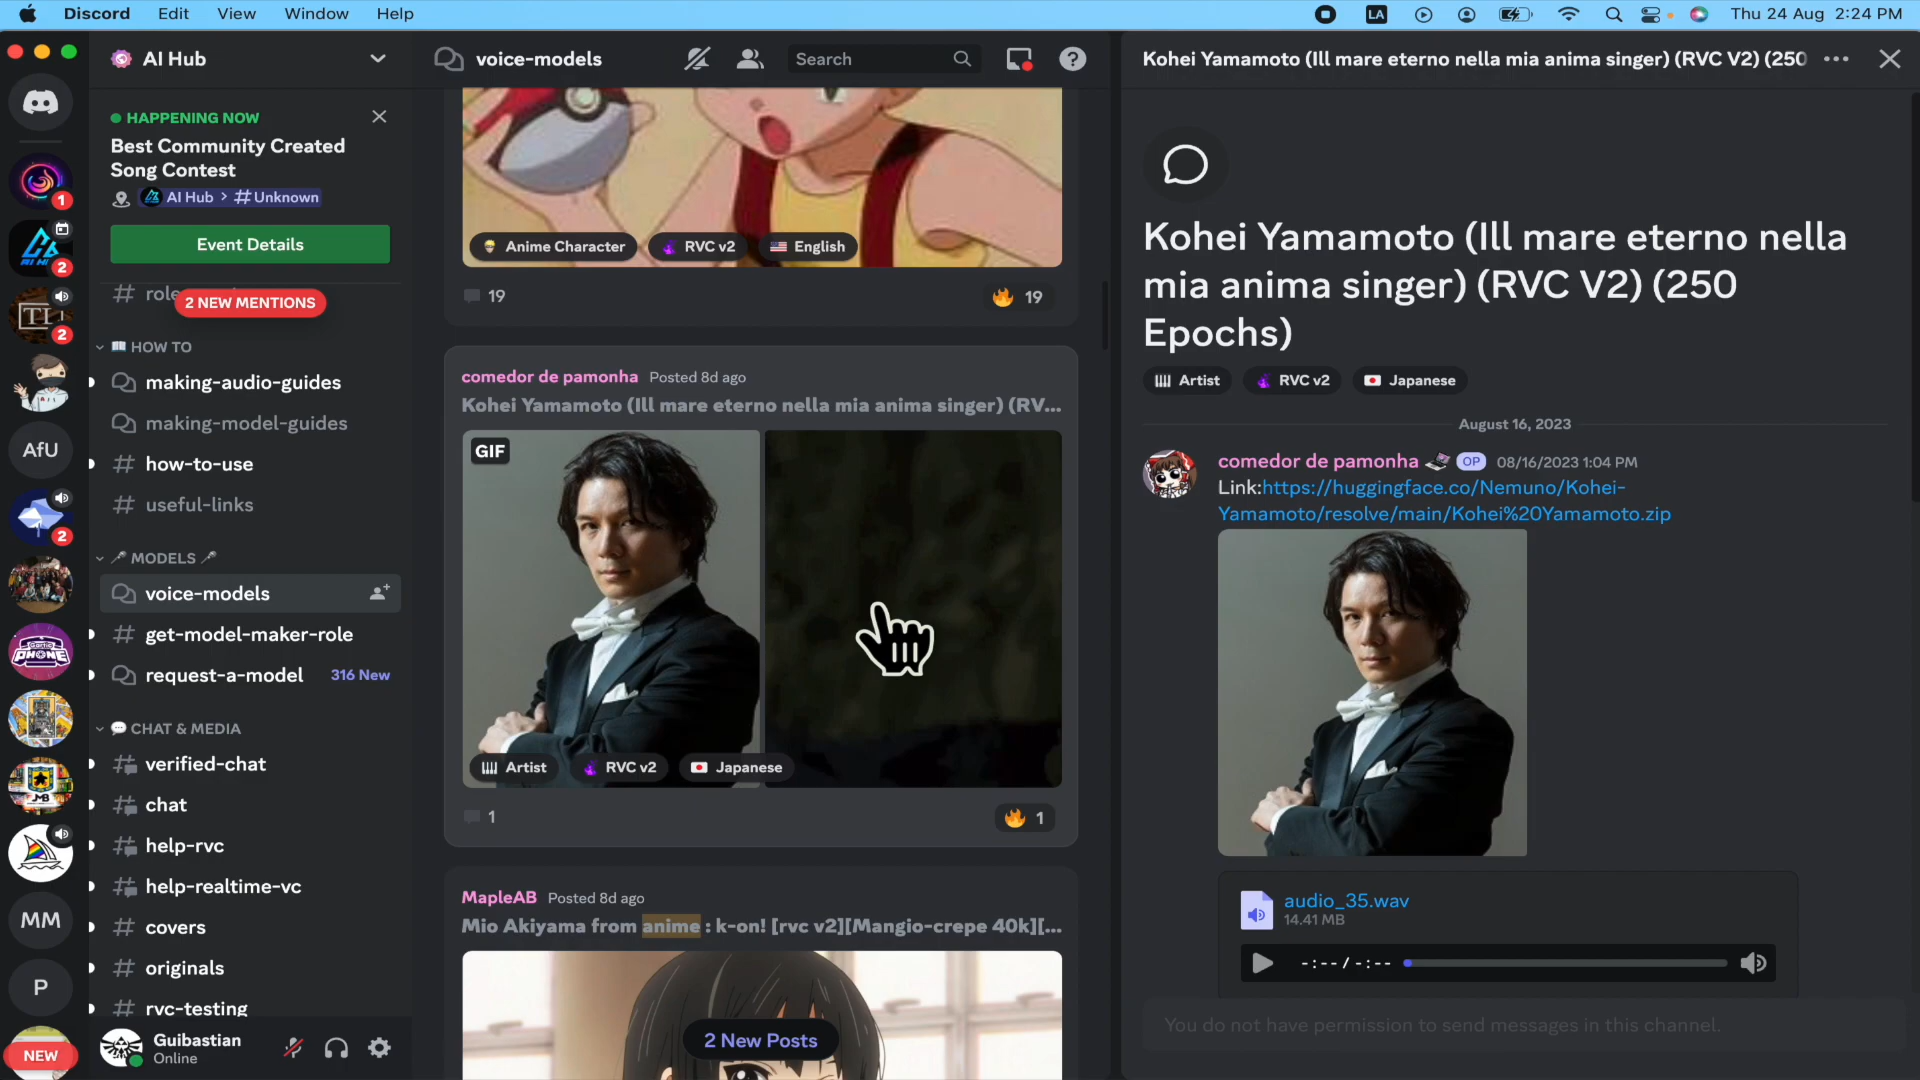 Discord Edit View Window Help
LA Thu 24 Aug 2:24 PM
AI Hub
HAPPENING NOW
Best Community Created
Song Contest
AI Hub > # Unknown
Event Details
2 NEW MENTIONS
HOW TO
making-audio-guides
making-model-guides
how-to-use
useful-links
MODELS
voice-models
get-model-maker-role
request-a-model 316 New
CHAT & MEDIA
verified-chat
chat
help-rvc
help-realtime-vc
covers
originals
rvc-testing
Guibastian
Online
1
2
2
AfU
2
PHONE
MM
P
NEW
voice-models
Search
Anime Character RVC v2 English
19 19
comedor de pamonha Posted 8d ago
Kohei Yamamoto (Ill mare eterno nella mia anima singer) (RV...
GIF
Artist RVC v2 Japanese
1 1
MapleAB Posted 8d ago
Mio Akiyama from anime : k-on! [rvc v2][Mangio-crepe 40k][...
2 New Posts
Kohei Yamamoto (Ill mare eterno nella mia anima singer) (RVC V2) (250
Kohei Yamamoto (Ill mare eterno nella
mia anima singer) (RVC V2) (250
Epochs)
Artist RVC v2 Japanese
August 16, 2023
comedor de pamonha OP 08/16/2023 1:04 PM
Link:https://huggingface.co/Nemuno/Kohei-
Yamamoto/resolve/main/Kohei%20Yamamoto.zip
audio_35.wav
14.41 MB
-:-- / -:--
You do not have permission to send messages in this channel.